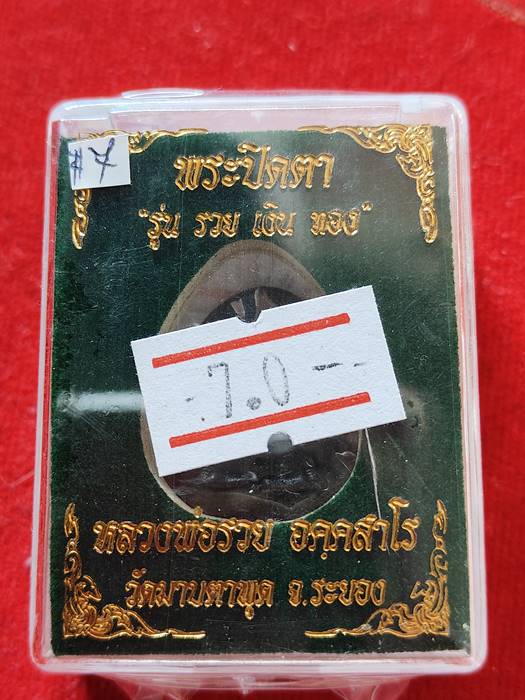 #7
พระปิดตา
"รุ่น รวย เงิน ทอง"
.7.0 --.
หลวงพ่อรวย อคฺคสาโร
วัดมาบตาพุด จ.ระยอง